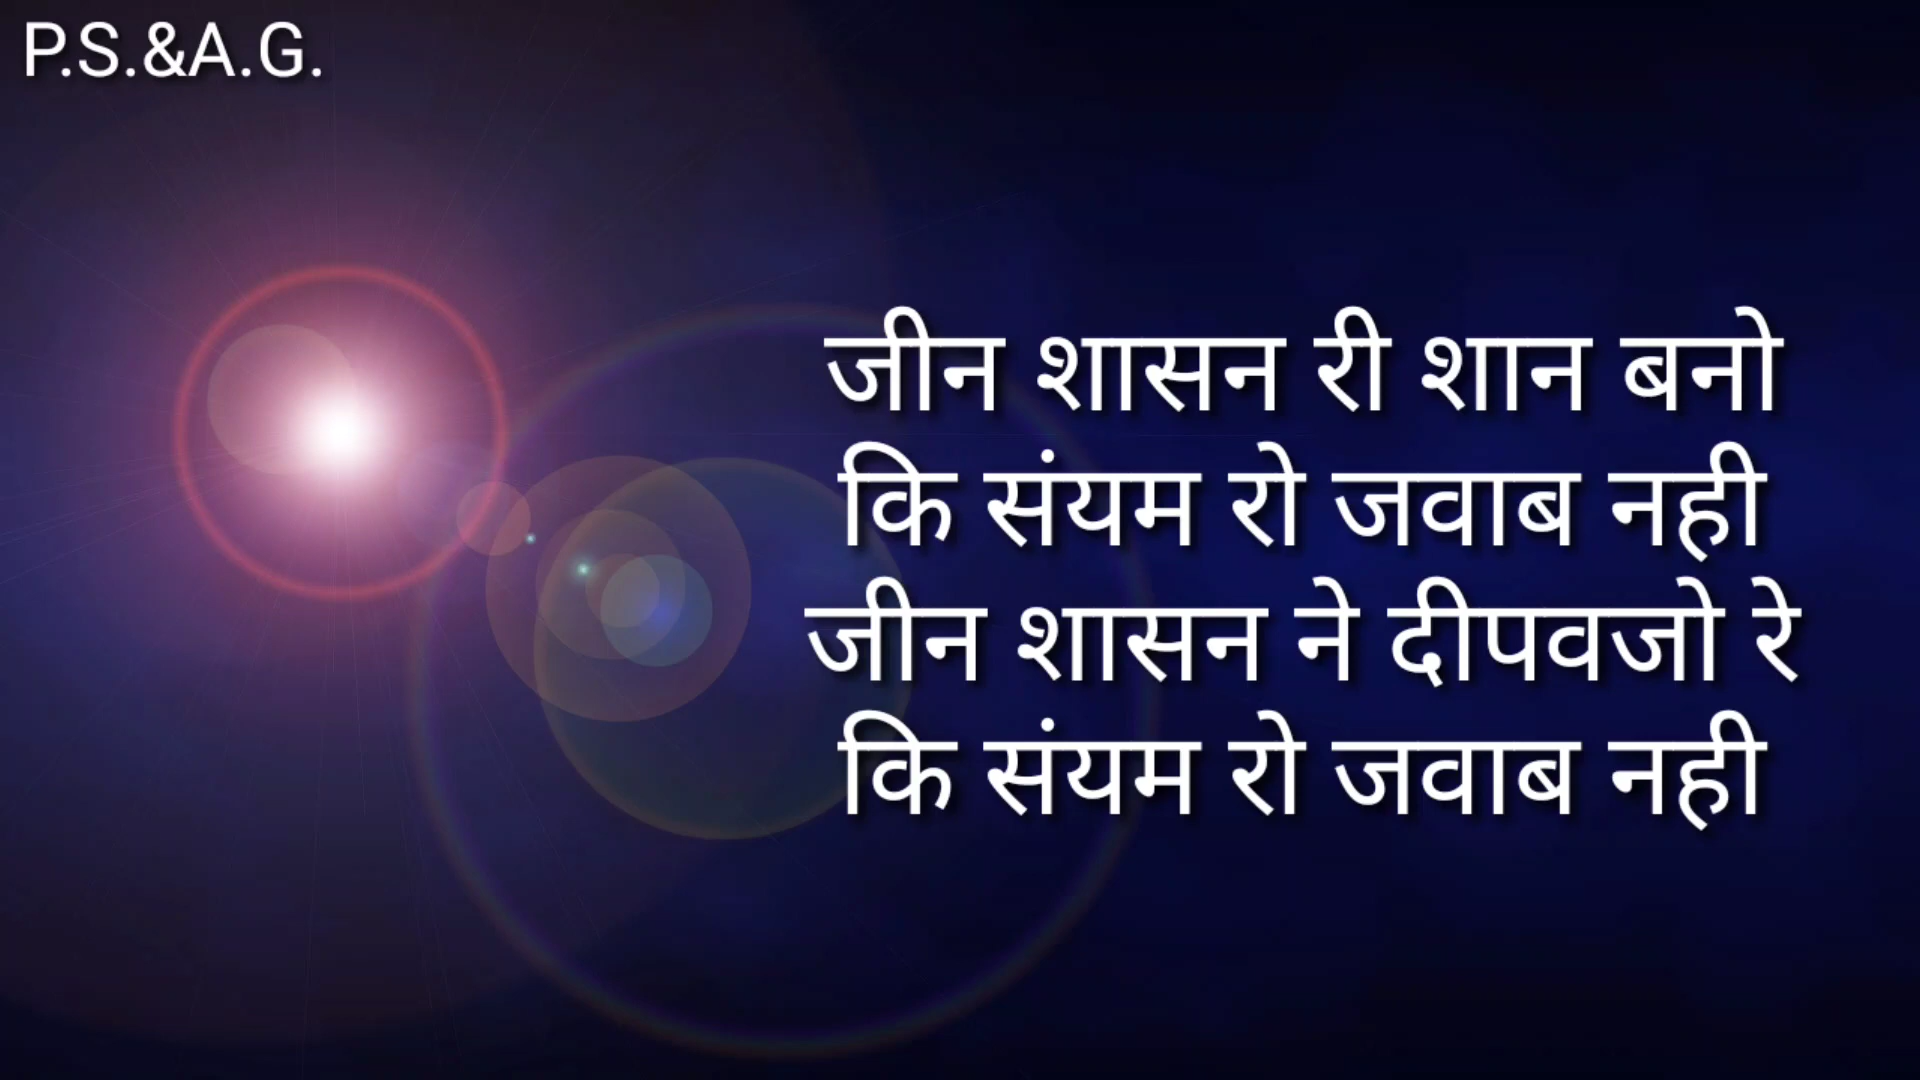 P.S.&A.G.
जीन शासन री शान बनो
कि संयम रो जवाब नही
जीन शासन ने दीपवजो रे
कि संयम रो जवाब नही